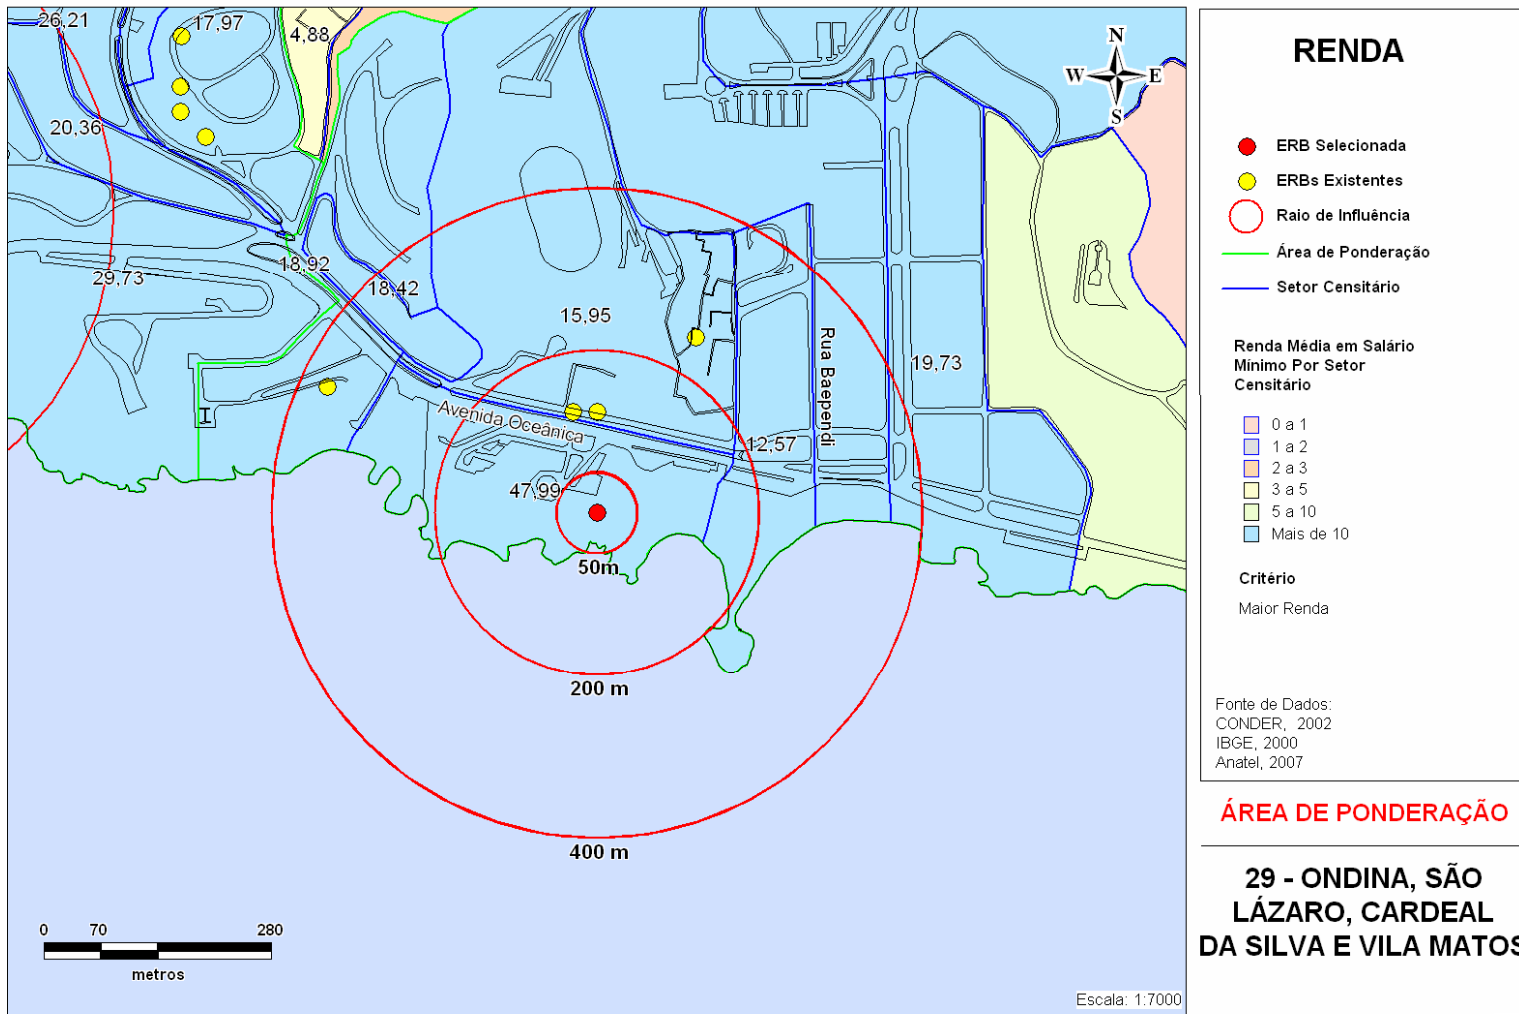 26,21
17,97
4,88
20,36
29,73
18,92
18,42
15,95
19,73
12,57
47,99
Avenida Oceânica
Rua Baependi
N
W E
S
50m
200 m
400 m
0 70 280
metros
Escala: 1:7000
RENDA
ERB Selecionada
ERBs Existentes
Raio de Influência
Área de Ponderação
Setor Censitário
Renda Média em Salário
Mínimo Por Setor
Censitário
0 a 1
1 a 2
2 a 3
3 a 5
5 a 10
Mais de 10
Critério
Maior Renda
Fonte de Dados:
CONDER, 2002
IBGE, 2000
Anatel, 2007
ÁREA DE PONDERAÇÃO
29 - ONDINA, SÃO
LÁZARO, CARDEAL
DA SILVA E VILA MATOS